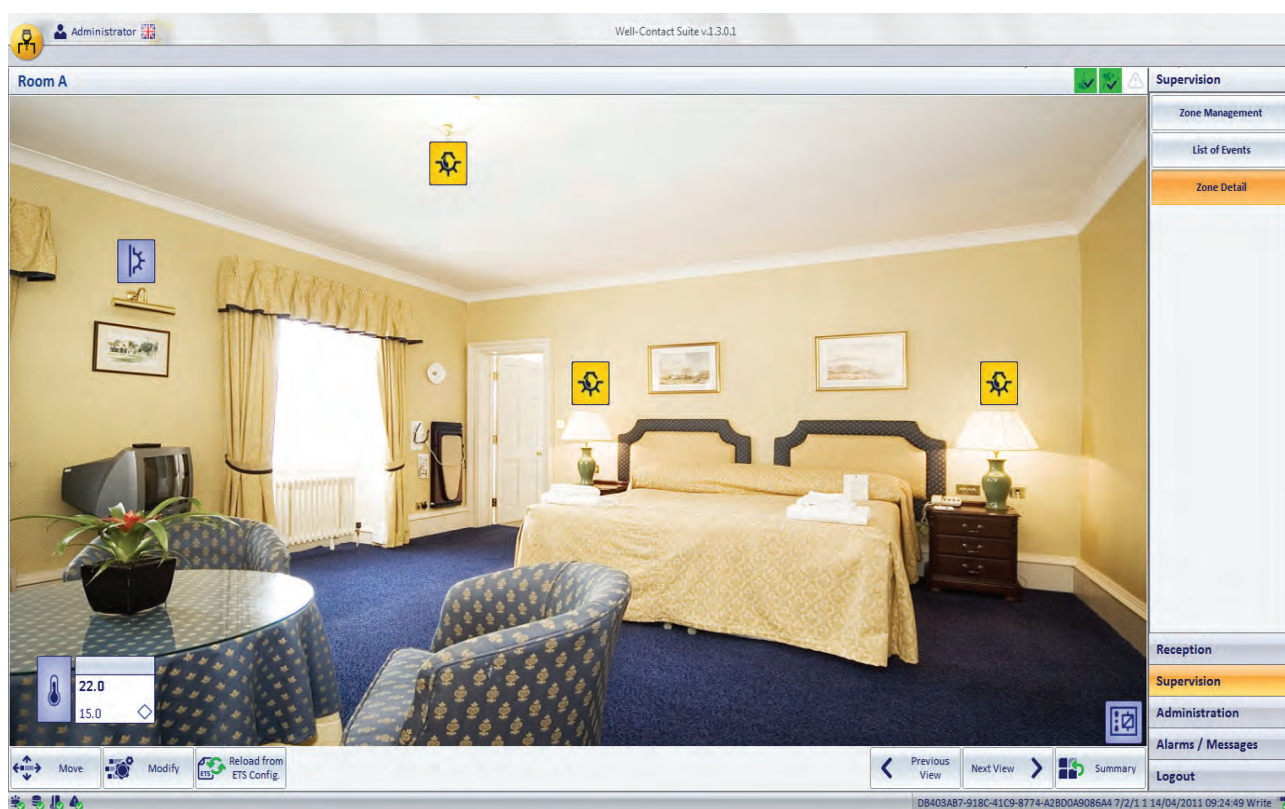 Administrator
Well-Contact Suite v.1.3.0.1
Room A
Supervision
Zone Management
List of Events
Zone Detail
22.0
15.0
Reception
Supervision
Administration
Alarms / Messages
Logout
Move
Modify
ETS
Reload from
ETS Config.
Previous
View
Next View
Summary
DB403AB7-918C-41C9-8774-A2BD0A9086A4 7/2/1 1 14/04/2011 09:24:49 Write